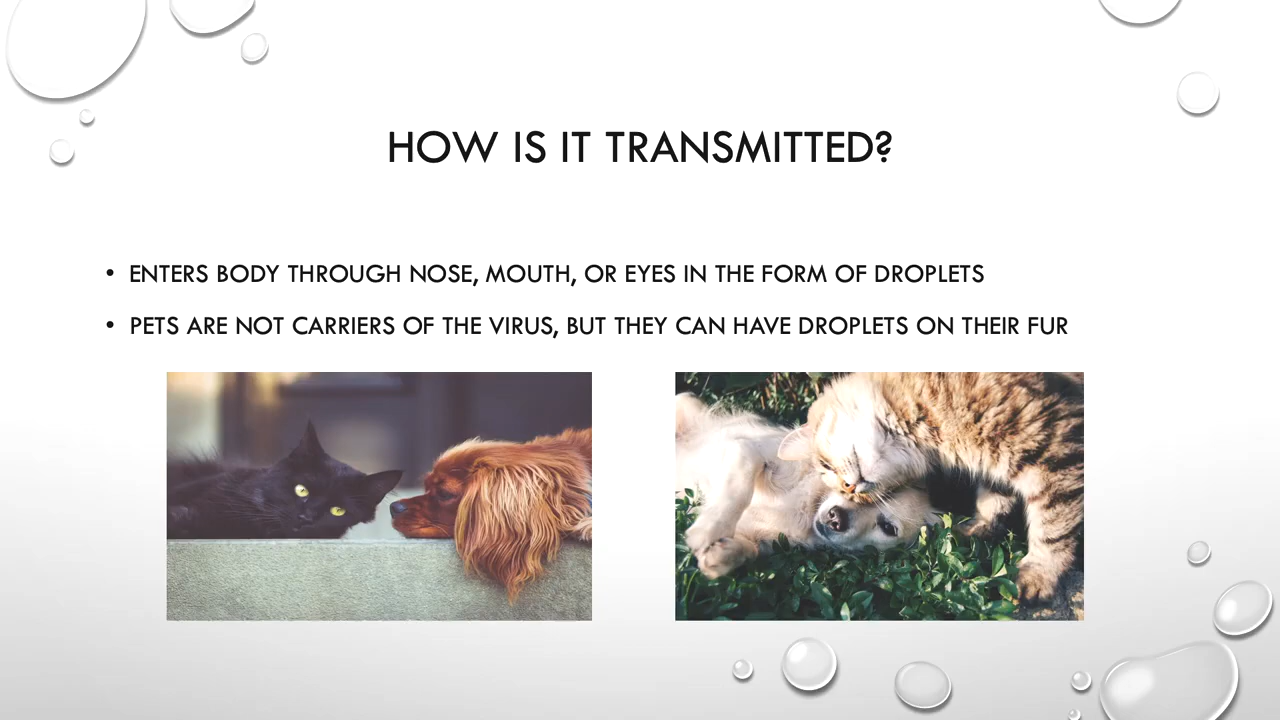 HOW IS IT TRANSMITTED?
• ENTERS BODY THROUGH NOSE, MOUTH, OR EYES IN THE FORM OF DROPLETS
• PETS ARE NOT CARRIERS OF THE VIRUS, BUT THEY CAN HAVE DROPLETS ON THEIR FUR